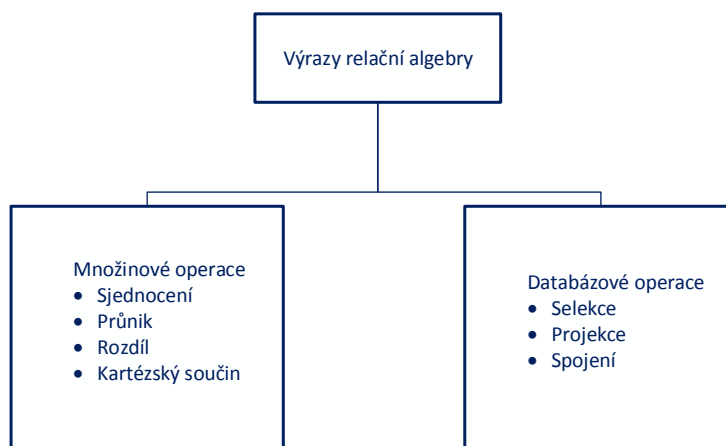 Výrazy relační algebry
Množinové operace
• Sjednocení
• Průnik
• Rozdíl
• Kartézský součin
Databázové operace
• Selekce
• Projekce
• Spojení